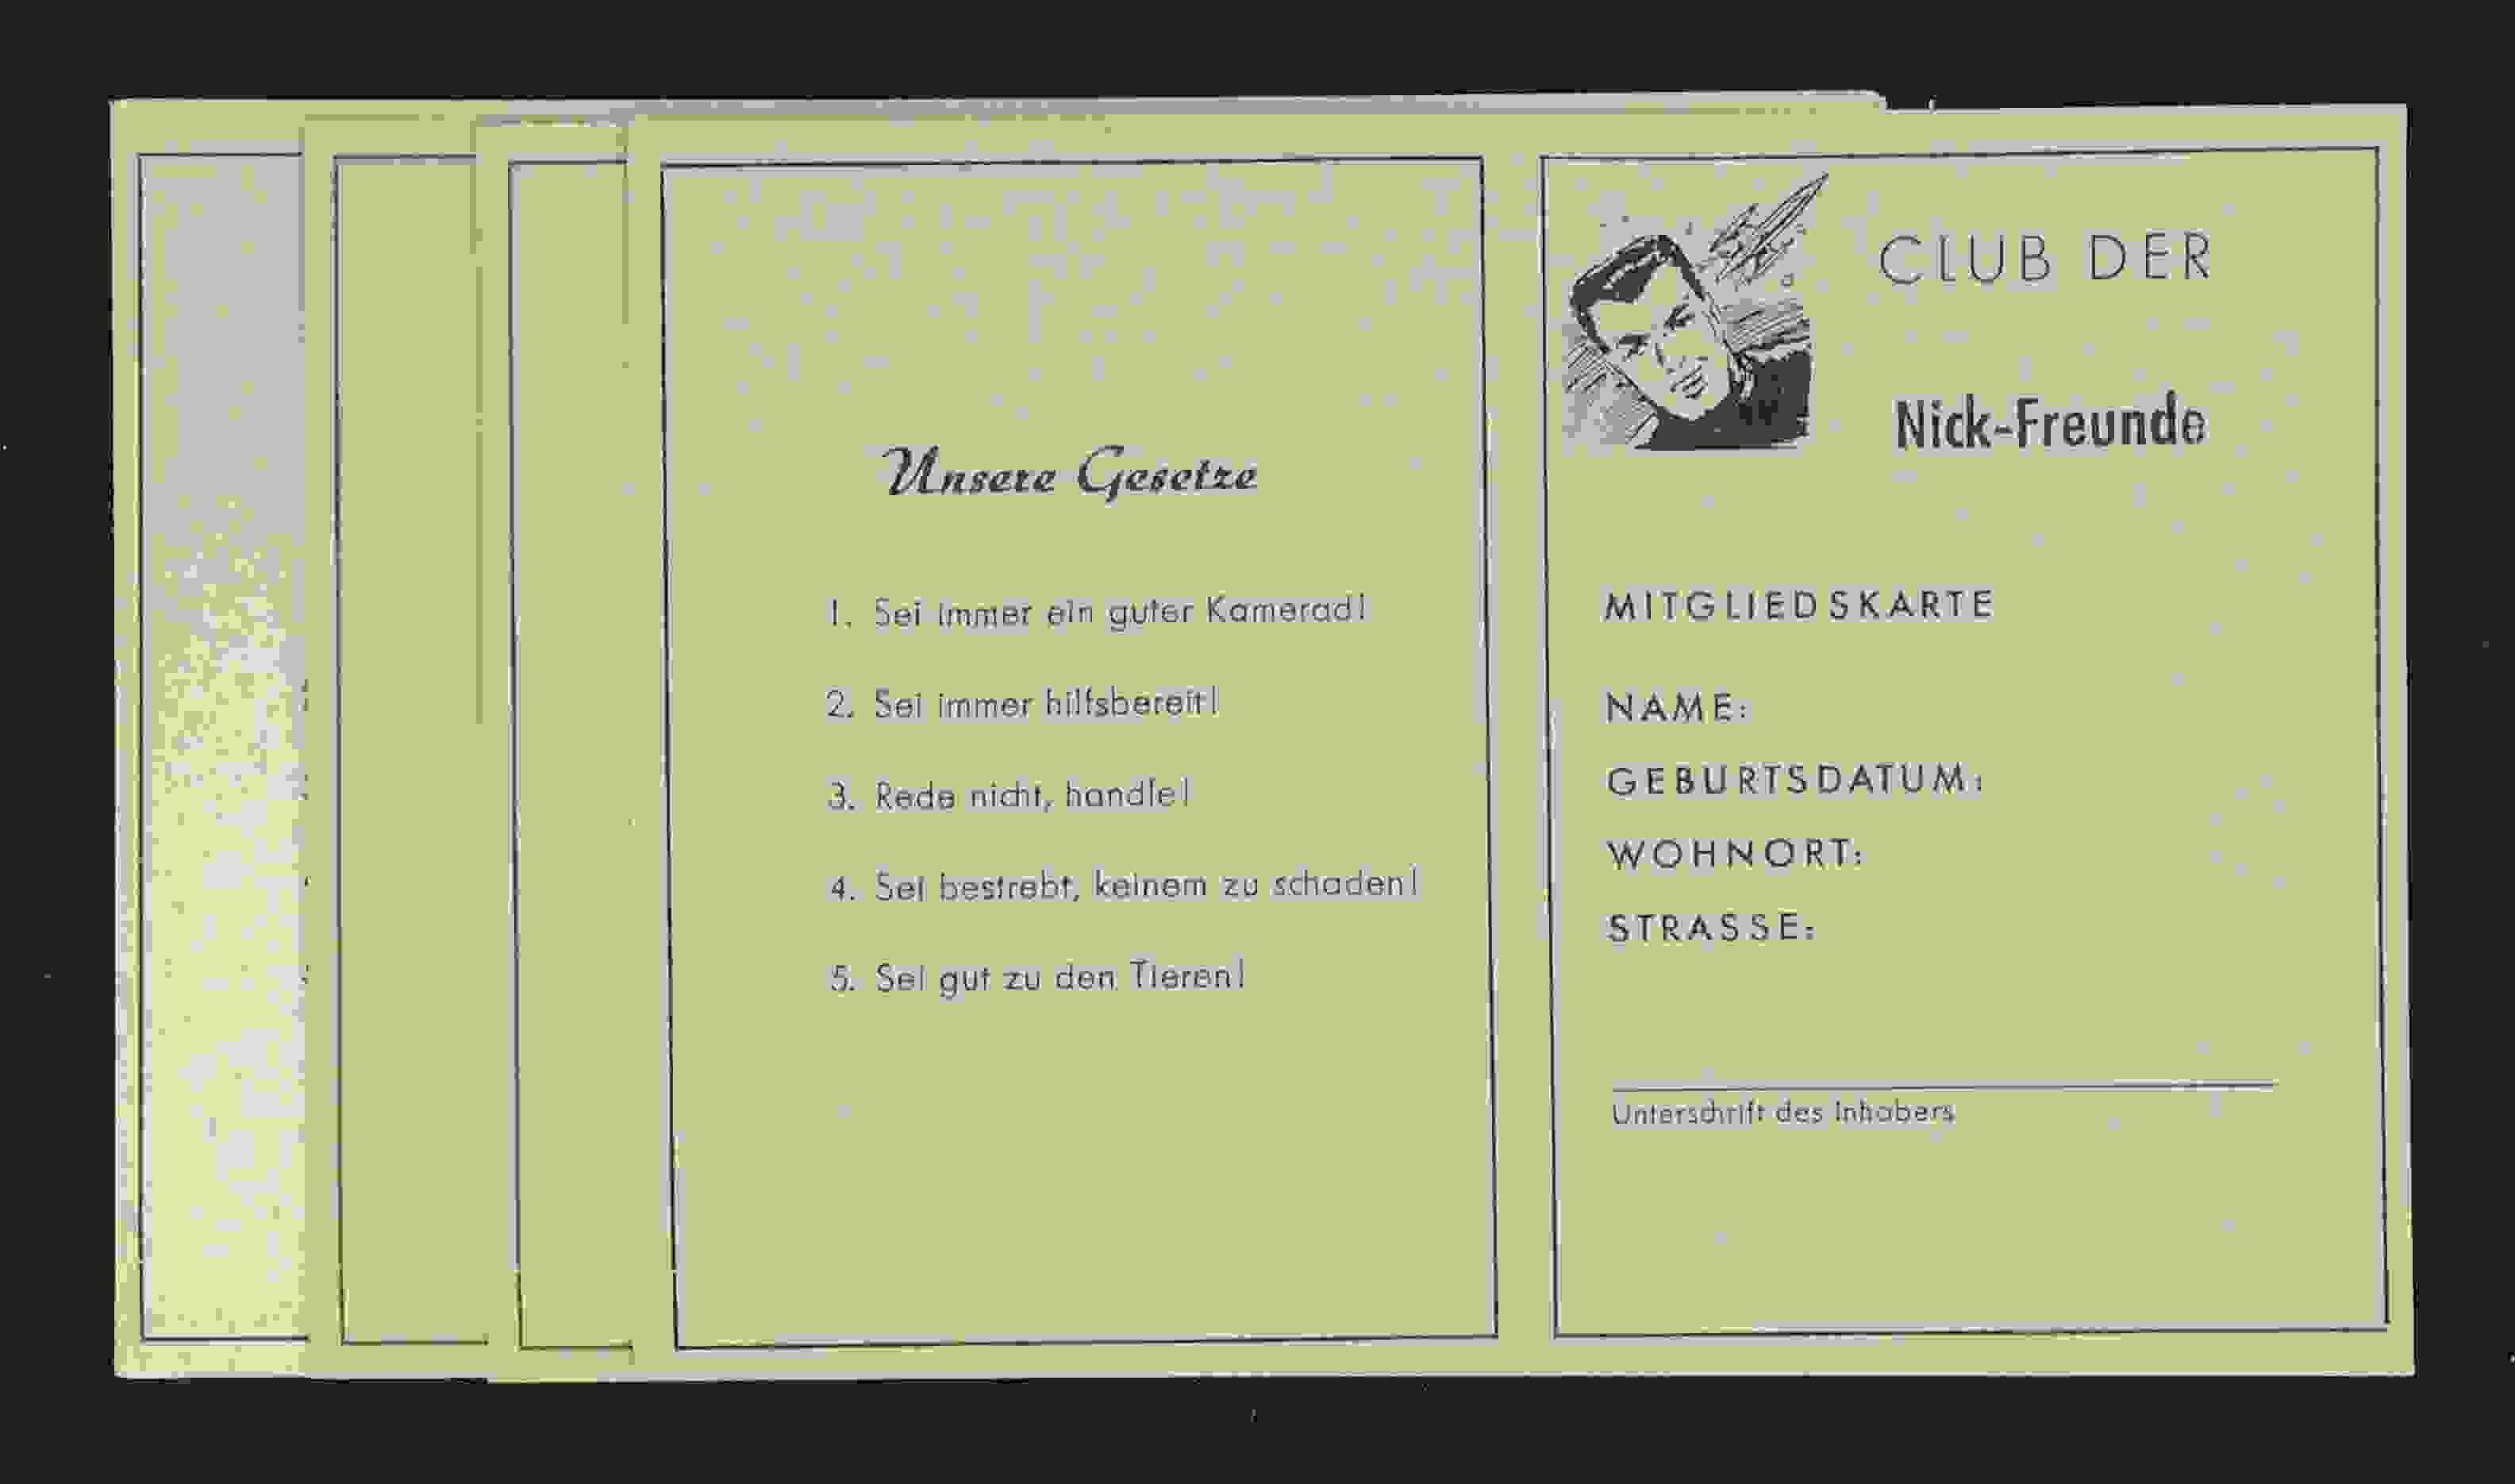 Unsere Gesetze
1. Sei immer ein guter Kamerad!
2. Sei immer hilfsbereit!
3. Rede nicht, handle!
4. Sei bestrebt, keinem zu schaden!
5. Sei gut zu den Tieren!
CLUB DER
Nick-Freunde
MITGLIEDSKARTE
NAME:
GEBURTSDATUM:
WOHNORT:
STRASSE:
Unterschrift des Inhabers